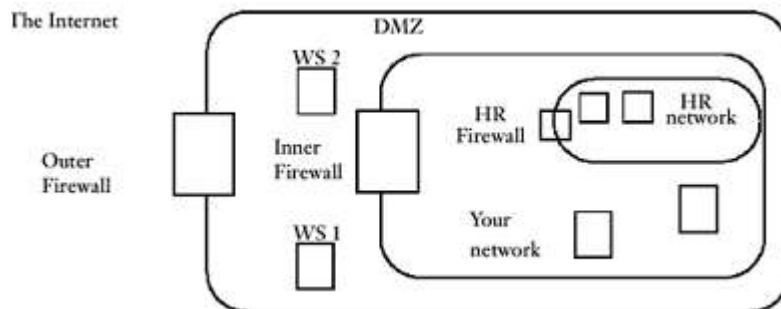 The Internet
DMZ
WS 2
HR
Firewall
HR
network
Outer
Firewall
Inner
Firewall
WS 1
Your
network